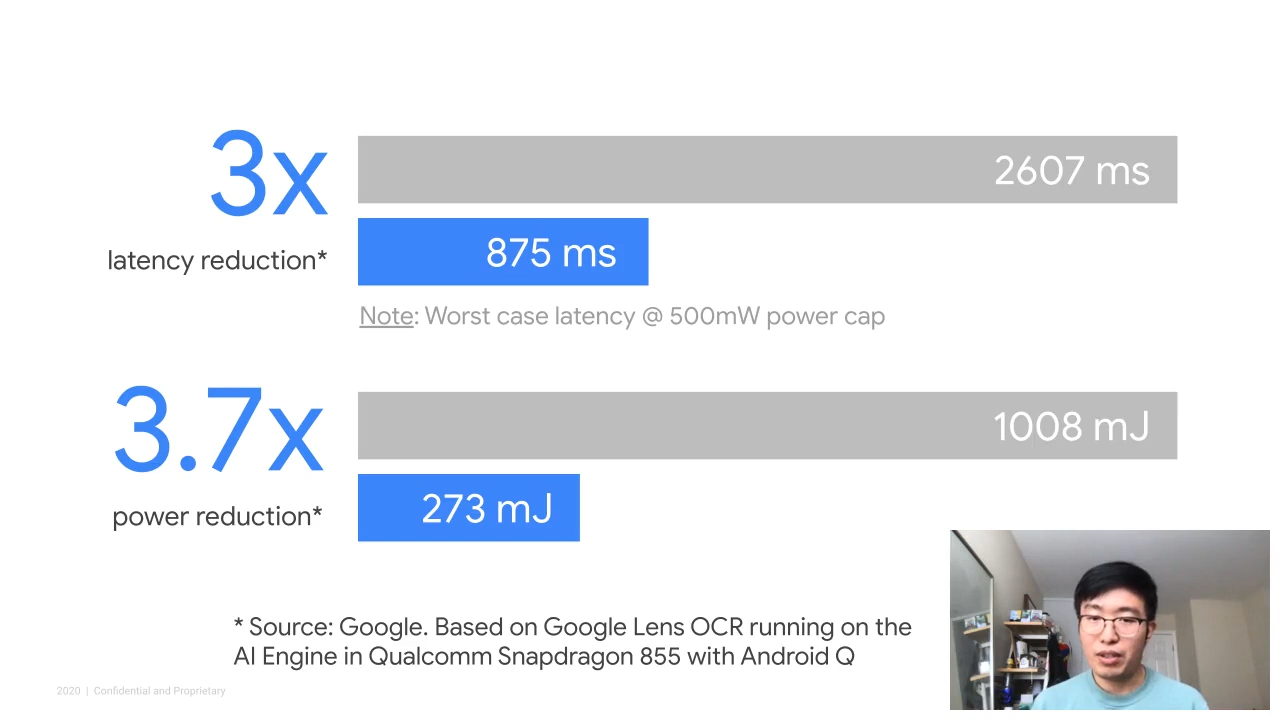 3x
latency reduction*
2607 ms
875 ms
Note: Worst case latency @ 500mW power cap
3.7x
power reduction*
1008 mJ
273 mJ
* Source: Google. Based on Google Lens OCR running on the
AI Engine in Qualcomm Snapdragon 855 with Android Q
2020 | Confidential and Proprietary